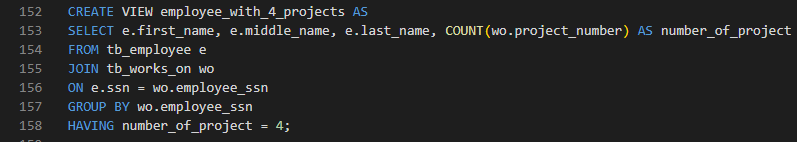 152 CREATE VIEW employee_with_4_projects AS
153 SELECT e.first_name, e.middle_name, e.last_name, COUNT(wo.project_number) AS number_of_project
154 FROM tb_employee e
155 JOIN tb_works_on wo
156 ON e.ssn = wo.employee_ssn
157 GROUP BY wo.employee_ssn
158 HAVING number_of_project = 4;